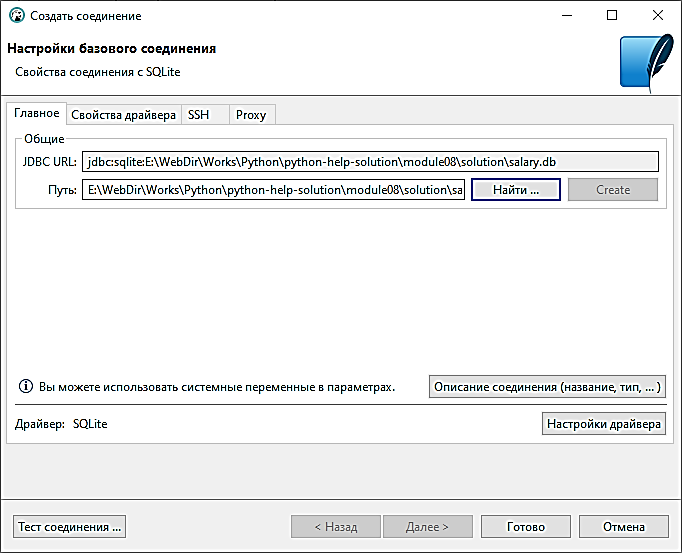 Создать соединение
Настройки базового соединения
Свойства соединения с SQLite
Главное Свойства драйвера SSH Proxy
Общие
JDBC URL: jdbc:sqlite:E:\WebDir\Works\Python\python-help-solution\module08\solution\salary.db
Путь: E:\WebDir\Works\Python\python-help-solution\module08\solution\sa Найти ... Create
Вы можете использовать системные переменные в параметрах. Описание соединения (название, тип, ... )
Драйвер: SQLite Настройки драйвера
Тест соединения ... < Назад Далее > Готово Отмена